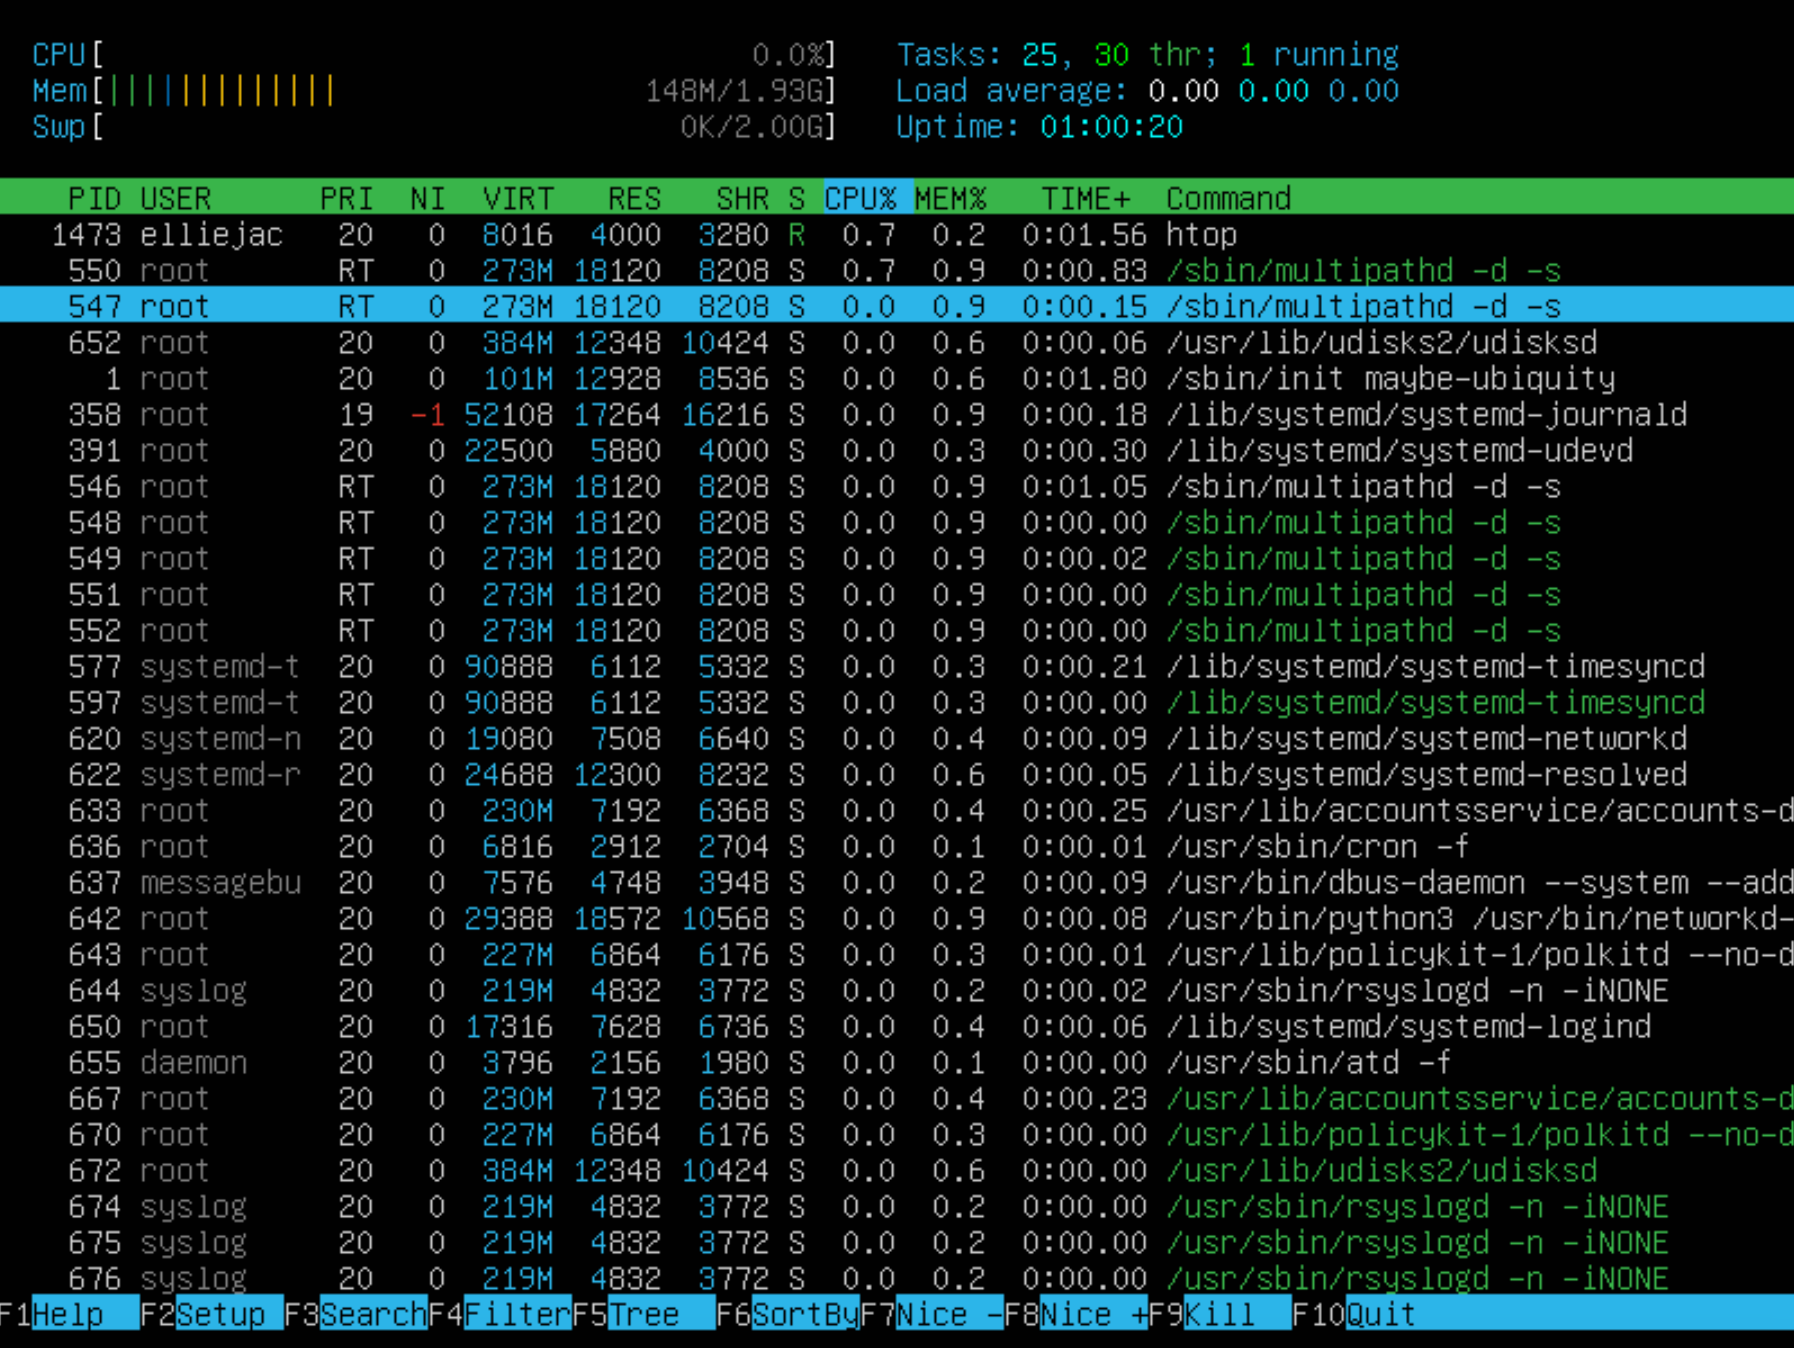 CPU[ 0.0%] Tasks: 25, 30 thr; 1 running
Mem[||||||||||||| 148M/1.93G] Load average: 0.00 0.00 0.00
Swp[ 0K/2.00G] Uptime: 01:00:20
PID USER PRI NI VIRT RES SHR S CPU% MEM% TIME+ Command
1473 elliejac 20 0 8016 4000 3280 R 0.7 0.2 0:01.56 htop
550 root RT 0 273M 18120 8208 S 0.7 0.9 0:00.83 /sbin/multipathd -d -s
547 root RT 0 273M 18120 8208 S 0.0 0.9 0:00.15 /sbin/multipathd -d -s
652 root 20 0 384M 12348 10424 S 0.0 0.6 0:00.06 /usr/lib/udisks2/udisksd
1 root 20 0 101M 12928 8536 S 0.0 0.6 0:01.80 /sbin/init maybe-ubiquity
358 root 19 -1 52108 17264 16216 S 0.0 0.9 0:00.18 /lib/systemd/systemd-journald
391 root 20 0 22500 5880 4000 S 0.0 0.3 0:00.30 /lib/systemd/systemd-udevd
546 root RT 0 273M 18120 8208 S 0.0 0.9 0:01.05 /sbin/multipathd -d -s
548 root RT 0 273M 18120 8208 S 0.0 0.9 0:00.00 /sbin/multipathd -d -s
549 root RT 0 273M 18120 8208 S 0.0 0.9 0:00.02 /sbin/multipathd -d -s
551 root RT 0 273M 18120 8208 S 0.0 0.9 0:00.00 /sbin/multipathd -d -s
552 root RT 0 273M 18120 8208 S 0.0 0.9 0:00.00 /sbin/multipathd -d -s
577 systemd-t 20 0 90888 6112 5332 S 0.0 0.3 0:00.21 /lib/systemd/systemd-timesyncd
597 systemd-t 20 0 90888 6112 5332 S 0.0 0.3 0:00.00 /lib/systemd/systemd-timesyncd
620 systemd-n 20 0 19080 7508 6640 S 0.0 0.4 0:00.09 /lib/systemd/systemd-networkd
622 systemd-r 20 0 24688 12300 8232 S 0.0 0.6 0:00.05 /lib/systemd/systemd-resolved
633 root 20 0 230M 7192 6368 S 0.0 0.4 0:00.25 /usr/lib/accountsservice/accounts-d
636 root 20 0 6816 2912 2704 S 0.0 0.1 0:00.01 /usr/sbin/cron -f
637 messagebu 20 0 7576 4748 3948 S 0.0 0.2 0:00.09 /usr/bin/dbus-daemon --system --add
642 root 20 0 29388 18572 10568 S 0.0 0.9 0:00.08 /usr/bin/python3 /usr/bin/networkd-
643 root 20 0 227M 6864 6176 S 0.0 0.3 0:00.01 /usr/lib/policykit-1/polkitd --no-d
644 syslog 20 0 219M 4832 3772 S 0.0 0.2 0:00.02 /usr/sbin/rsyslogd -n -iNONE
650 root 20 0 17316 7628 6736 S 0.0 0.4 0:00.06 /lib/systemd/systemd-logind
655 daemon 20 0 3796 2156 1980 S 0.0 0.1 0:00.00 /usr/sbin/atd -f
667 root 20 0 230M 7192 6368 S 0.0 0.4 0:00.23 /usr/lib/accountsservice/accounts-d
670 root 20 0 227M 6864 6176 S 0.0 0.3 0:00.00 /usr/lib/policykit-1/polkitd --no-d
672 root 20 0 384M 12348 10424 S 0.0 0.6 0:00.00 /usr/lib/udisks2/udisksd
674 syslog 20 0 219M 4832 3772 S 0.0 0.2 0:00.00 /usr/sbin/rsyslogd -n -iNONE
675 syslog 20 0 219M 4832 3772 S 0.0 0.2 0:00.00 /usr/sbin/rsyslogd -n -iNONE
676 syslog 20 0 219M 4832 3772 S 0.0 0.2 0:00.00 /usr/sbin/rsyslogd -n -iNONE
F1Help F2Setup F3SearchF4FilterF5Tree F6SortByF7Nice -F8Nice +F9Kill F10Quit